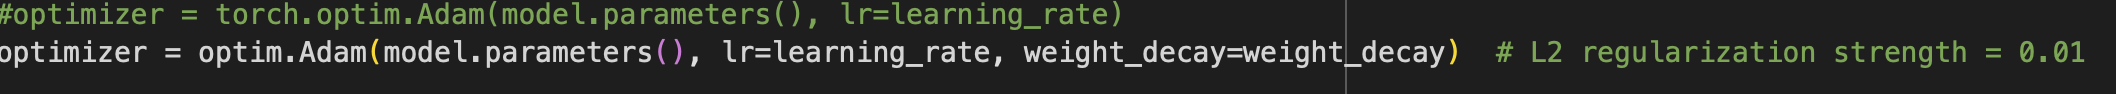 #optimizer = torch.optim.Adam(model.parameters(), lr=learning_rate)
optimizer = optim.Adam(model.parameters(), lr=learning_rate, weight_decay=weight_decay)  # L2 regularization strength = 0.01